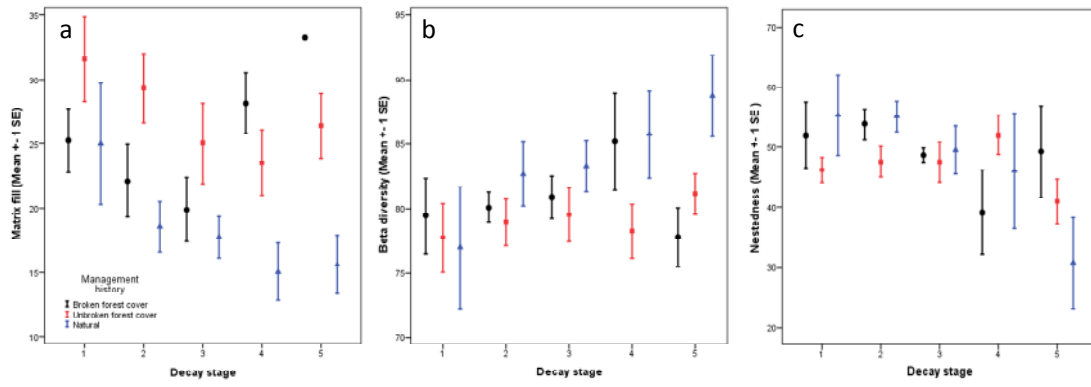 a
Matrix fill (Mean +- 1 SE)
35
30
25
20
15
10
Management
history
Broken forest cover
Unbroken forest cover
Natural
1 2 3 4 5
Decay stage
b
Beta diversity (Mean +- 1 SE)
95
90
85
80
75
70
1 2 3 4 5
Decay stage
c
Nestedness (Mean +- 1 SE)
70
60
50
40
30
20
1 2 3 4 5
Decay stage